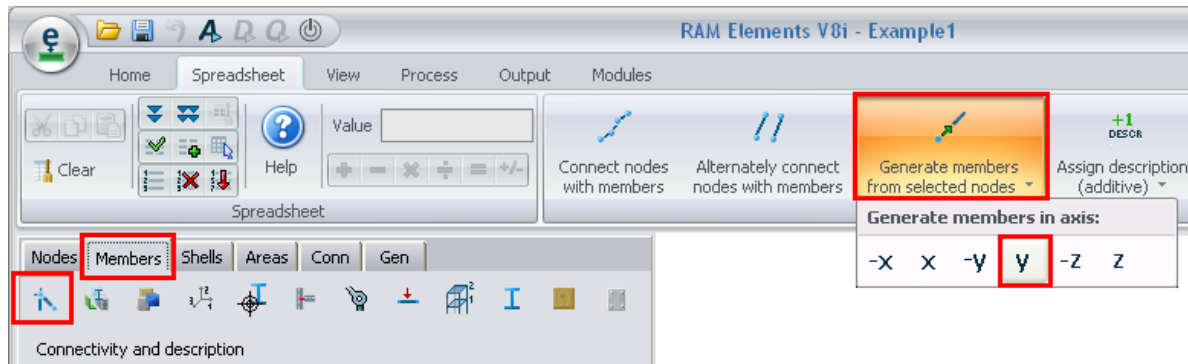 RAM Elements V8i - Example1
Home Spreadsheet View Process Output Modules
Clear
Help
Value
+/-
Spreadsheet
Connect nodes
with members
Alternately connect
nodes with members
Generate members
from selected nodes
+1
DESCR
Assign description
(additive)
Generate members in axis:
-x x -y y -z z
Nodes Members Shells Areas Conn Gen
Connectivity and description